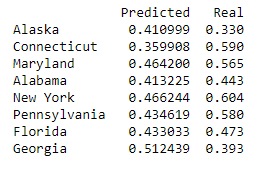 Predicted Real
Alaska 0.410999 0.330
Connecticut 0.359908 0.590
Maryland 0.464200 0.565
Alabama 0.413225 0.443
New York 0.466244 0.604
Pennsylvania 0.434619 0.580
Florida 0.433033 0.473
Georgia 0.512439 0.393